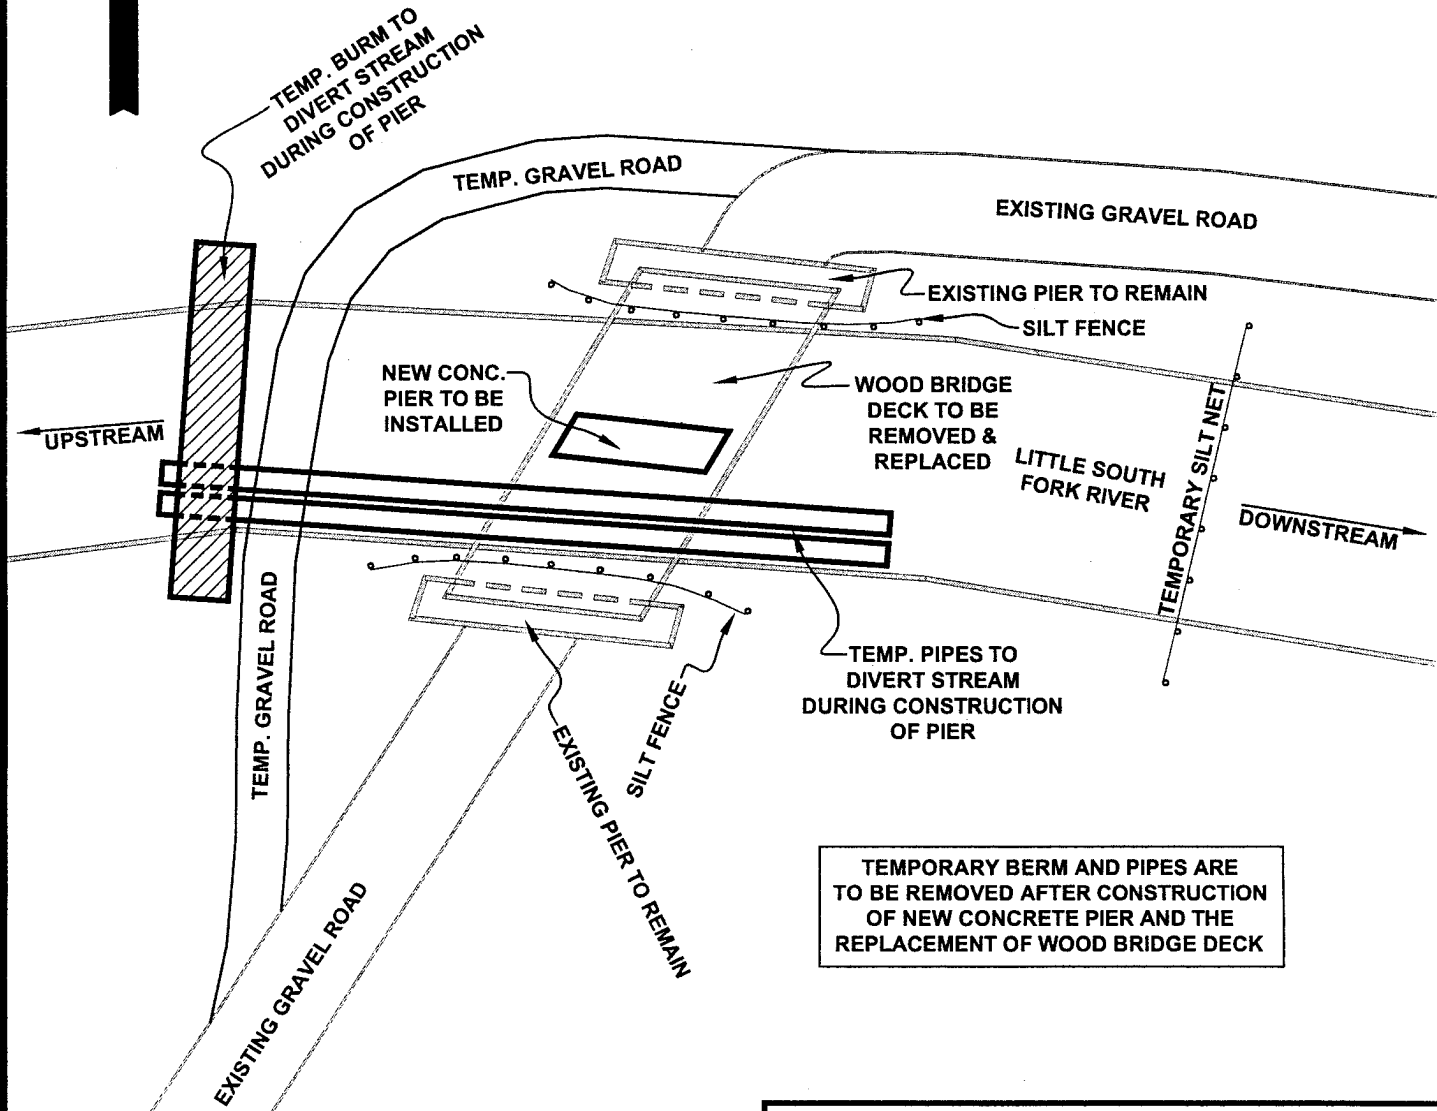 TEMP. BURM TO
DIVERT STREAM
DURING CONSTRUCTION
OF PIER
TEMP. GRAVEL ROAD
EXISTING GRAVEL ROAD
EXISTING PIER TO REMAIN
SILT FENCE
NEW CONC.
PIER TO BE
INSTALLED
WOOD BRIDGE
DECK TO BE
REMOVED &
REPLACED
UPSTREAM
LITTLE SOUTH
FORK RIVER
TEMPORARY SILT NET
DOWNSTREAM
TEMP. GRAVEL ROAD
TEMP. PIPES TO
DIVERT STREAM
DURING CONSTRUCTION
OF PIER
SILT FENCE
EXISTING PIER TO REMAIN
EXISTING GRAVEL ROAD
TEMPORARY BERM AND PIPES ARE
TO BE REMOVED AFTER CONSTRUCTION
OF NEW CONCRETE PIER AND THE
REPLACEMENT OF WOOD BRIDGE DECK